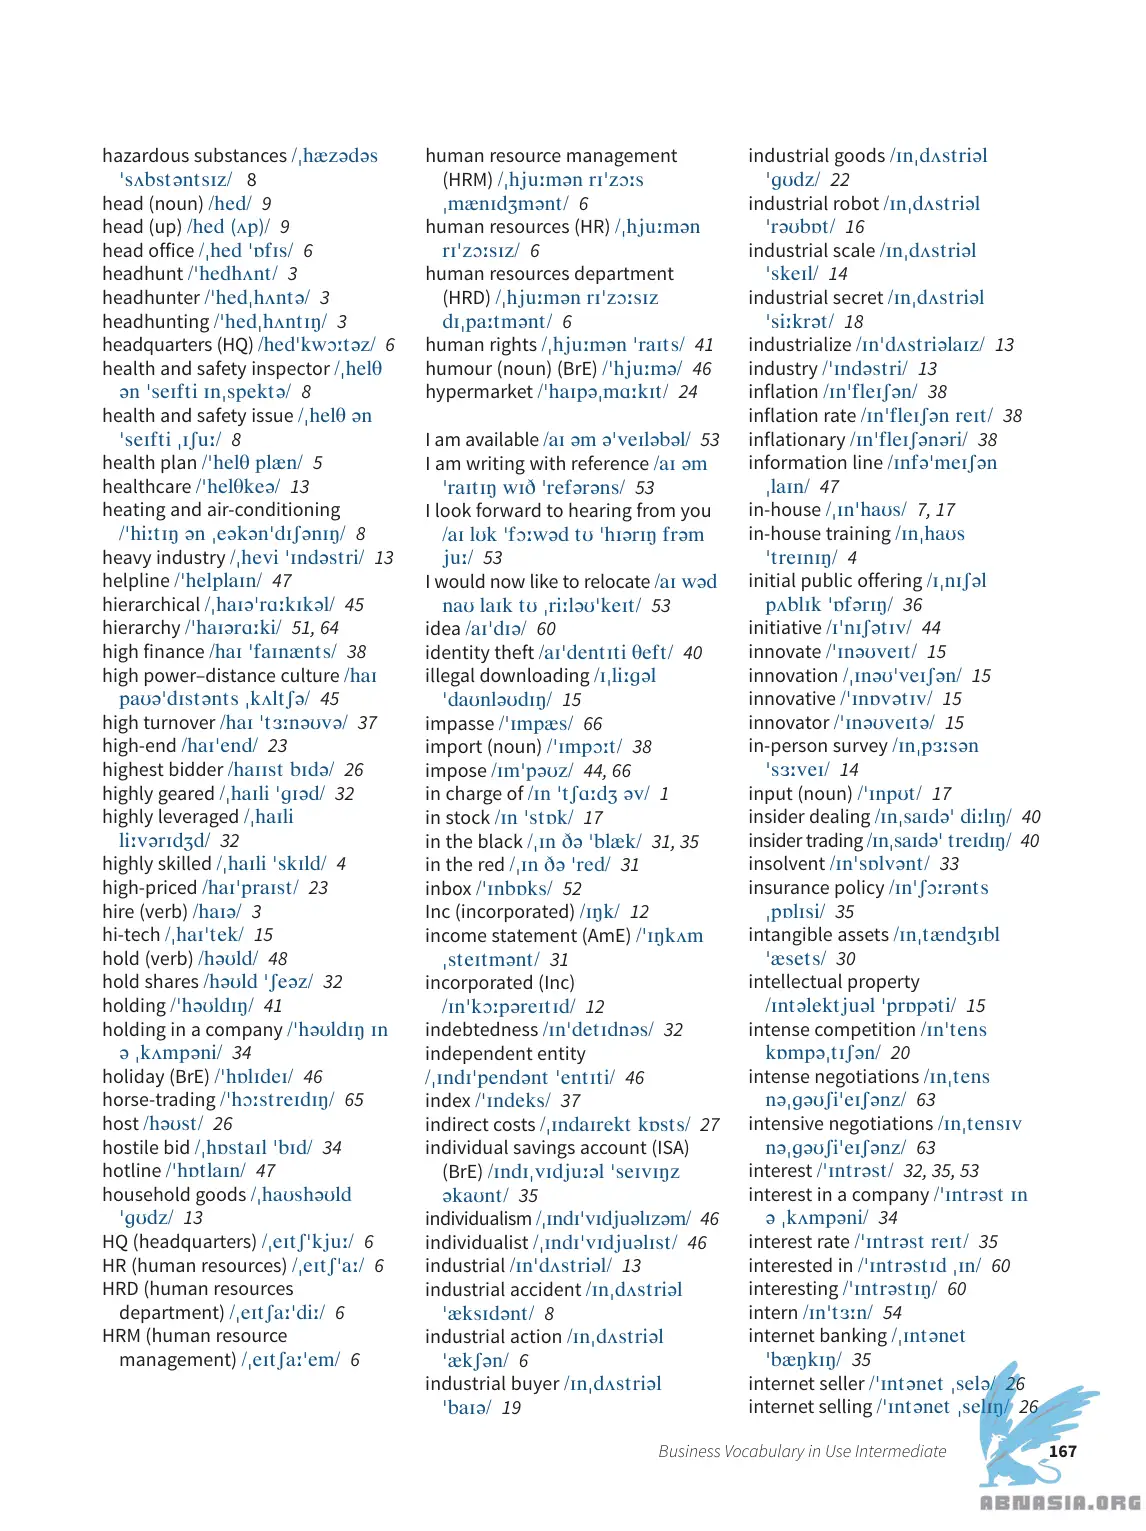 hazardous substances /ˌhæzədəs
ˈsʌbstəntsɪz/ 8
head (noun) /hed/ 9
head (up) /hed (ʌp)/ 9
head office /ˌhed ˈɒfɪs/ 6
headhunt /ˈhedhʌnt/ 3
headhunter /ˈhedˌhʌntə/ 3
headhunting /ˈhedˌhʌntɪŋ/ 3
headquarters (HQ) /hedˈkwɔːtəz/ 6
health and safety inspector /ˌhelθ
ən ˈseɪfti ɪnˌspektə/ 8
health and safety issue /ˌhelθ ən
ˈseɪfti ˌɪʃuː/ 8
health plan /ˈhelθ plæn/ 5
healthcare /ˈhelθkeə/ 13
heating and air-conditioning
/ˈhiːtɪŋ ən ˌeəkənˈdɪʃənɪŋ/ 8
heavy industry /ˌhevi ˈɪndəstri/ 13
helpline /ˈhelplaɪn/ 47
hierarchical /ˌhaɪəˈrɑːkɪkəl/ 45
hierarchy /ˈhaɪərɑːki/ 51, 64
high finance /haɪ ˈfaɪnænts/ 38
high power–distance culture /haɪ
paʊəˈdɪstənts ˌkʌltʃə/ 45
high turnover /haɪ ˈtɜːnəʊvə/ 37
high-end /haɪˈend/ 23
highest bidder /haɪɪst bɪdə/ 26
highly geared /ˌhaɪli ˈɡɪəd/ 32
highly leveraged /ˌhaɪli
liːvərɪdʒd/ 32
highly skilled /ˌhaɪli ˈskɪld/ 4
high-priced /haɪˈpraɪst/ 23
hire (verb) /haɪə/ 3
hi-tech /ˌhaɪˈtek/ 15
hold (verb) /həʊld/ 48
hold shares /həʊld ˈʃeəz/ 32
holding /ˈhəʊldɪŋ/ 41
holding in a company /ˈhəʊldɪŋ ɪn
ə ˌkʌmpəni/ 34
holiday (BrE) /ˈhɒlɪdeɪ/ 46
horse-trading /ˈhɔːstreɪdɪŋ/ 65
host /həʊst/ 26
hostile bid /ˌhɒstaɪl ˈbɪd/ 34
hotline /ˈhɒtlaɪn/ 47
household goods /ˌhaʊshəʊld
ˈɡʊdz/ 13
HQ (headquarters) /ˌeɪtʃˈkjuː/ 6
HR (human resources) /ˌeɪtʃˈaː/ 6
HRD (human resources
department) /ˌeɪtʃaːˈdiː/ 6
HRM (human resource
management) /ˌeɪtʃaːˈem/ 6
human resource management
(HRM) /ˌhjuːmən rɪˈzɔːs
ˌmænɪdʒmənt/ 6
human resources (HR) /ˌhjuːmən
rɪˈzɔːsɪz/ 6
human resources department
(HRD) /ˌhjuːmən rɪˈzɔːsɪz
dɪˌpaːtmənt/ 6
human rights /ˌhjuːmən ˈraɪts/ 41
humour (noun) (BrE) /ˈhjuːmə/ 46
hypermarket /ˈhaɪpəˌmɑːkɪt/ 24
I am available /aɪ əm əˈveɪləbəl/ 53
I am writing with reference /aɪ əm
ˈraɪtɪŋ wɪð ˈrefərəns/ 53
I look forward to hearing from you
/aɪ lʊk ˈfɔːwəd tʊ ˈhɪərɪŋ frəm
juː/ 53
I would now like to relocate /aɪ wəd
naʊ laɪk tʊ ˌriːləʊˈkeɪt/ 53
idea /aɪˈdɪə/ 60
identity theft /aɪˈdentɪti θeft/ 40
illegal downloading /ɪˌliːɡəl
ˈdaʊnləʊdɪŋ/ 15
impasse /ˈɪmpæs/ 66
import (noun) /ˈɪmpɔːt/ 38
impose /ɪmˈpəʊz/ 44, 66
in charge of /ɪn ˈtʃɑːdʒ əv/ 1
in stock /ɪn ˈstɒk/ 17
in the black /ˌɪn ðə ˈblæk/ 31, 35
in the red /ˌɪn ðə ˈred/ 31
inbox /ˈɪnbɒks/ 52
Inc (incorporated) /ɪŋk/ 12
income statement (AmE) /ˈɪŋkʌm
ˌsteɪtmənt/ 31
incorporated (Inc)
/ɪnˈkɔːpəreɪtɪd/ 12
indebtedness /ɪnˈdetɪdnəs/ 32
independent entity
/ˌɪndɪˈpendənt ˈentɪti/ 46
index /ˈɪndeks/ 37
indirect costs /ˌɪndaɪrekt kɒsts/ 27
individual savings account (ISA)
(BrE) /ɪndɪˌvɪdjuːəl ˈseɪvɪŋz
əkaʊnt/ 35
individualism /ˌɪndɪˈvɪdjuəlɪzəm/ 46
individualist /ˌɪndɪˈvɪdjuəlɪst/ 46
industrial /ɪnˈdʌstriəl/ 13
industrial accident /ɪnˌdʌstriəl
ˈæksɪdənt/ 8
industrial action /ɪnˌdʌstriəl
ˈækʃən/ 6
industrial buyer /ɪnˌdʌstriəl
ˈbaɪə/ 19
industrial goods /ɪnˌdʌstriəl
ˈɡʊdz/ 22
industrial robot /ɪnˌdʌstriəl
ˈrəʊbɒt/ 16
industrial scale /ɪnˌdʌstriəl
ˈskeɪl/ 14
industrial secret /ɪnˌdʌstriəl
ˈsiːkrət/ 18
industrialize /ɪnˈdʌstriəlaɪz/ 13
industry /ˈɪndəstri/ 13
inflation /ɪnˈfleɪʃən/ 38
inflation rate /ɪnˈfleɪʃən reɪt/ 38
inflationary /ɪnˈfleɪʃənəri/ 38
information line /ɪnfəˈmeɪʃən
ˌlaɪn/ 47
in-house /ˌɪnˈhaʊs/ 7, 17
in-house training /ɪnˌhaʊs
ˈtreɪnɪŋ/ 4
initial public offering /ɪˌnɪʃəl
pʌblɪk ˈɒfərɪŋ/ 36
initiative /ɪˈnɪʃətɪv/ 44
innovate /ˈɪnəʊveɪt/ 15
innovation /ˌɪnəʊˈveɪʃən/ 15
innovative /ˈɪnɒvətɪv/ 15
innovator /ˈɪnəʊveɪtə/ 15
in-person survey /ɪnˌpɜːsən
ˈsɜːveɪ/ 14
input (noun) /ˈɪnpʊt/ 17
insider dealing /ɪnˌsaɪdəˈ diːlɪŋ/ 40
insider trading /ɪnˌsaɪdəˈ treɪdɪŋ/ 40
insolvent /ɪnˈsɒlvənt/ 33
insurance policy /ɪnˈʃɔːrənts
ˌpɒlɪsi/ 35
intangible assets /ɪnˌtændʒɪbl
ˈæsets/ 30
intellectual property
/ɪntəlektjuəl ˈprɒpəti/ 15
intense competition /ɪnˈtens
kɒmpəˌtɪʃən/ 20
intense negotiations /ɪnˌtens
nəˌɡəʊʃiˈeɪʃənz/ 63
intensive negotiations /ɪnˌtensɪv
nəˌɡəʊʃiˈeɪʃənz/ 63
interest /ˈɪntrəst/ 32, 35, 53
interest in a company /ˈɪntrəst ɪn
ə ˌkʌmpəni/ 34
interest rate /ˈɪntrəst reɪt/ 35
interested in /ˈɪntrəstɪd ˌɪn/ 60
interesting /ˈɪntrəstɪŋ/ 60
intern /ɪnˈtɜːn/ 54
internet banking /ˌɪntənet
ˈbæŋkɪŋ/ 35
internet seller /ˈɪntənet ˌselə/ 26
internet selling /ˈɪntənet ˌselɪŋ/ 26
Business Vocabulary in Use Intermediate 167
ABNASIA.ORG